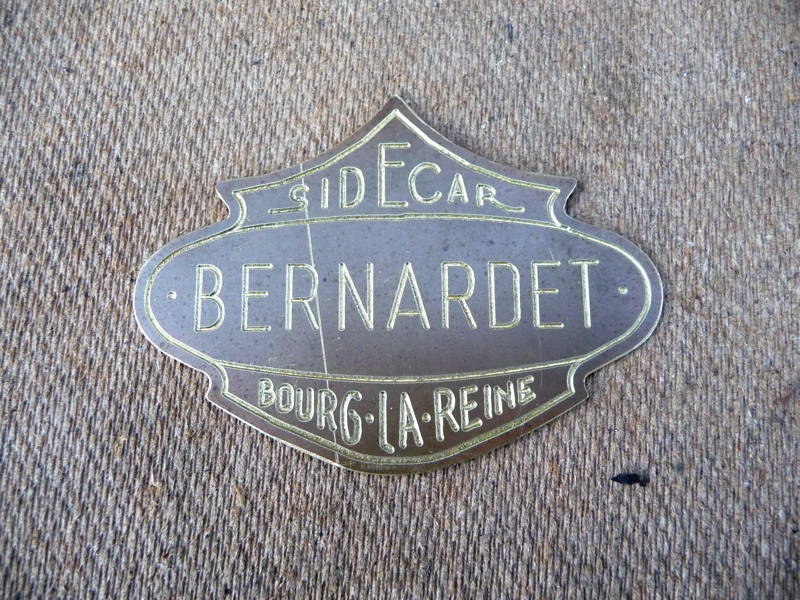 SIDECAR
· BERNARDET ·
BOURG·LA·REINE